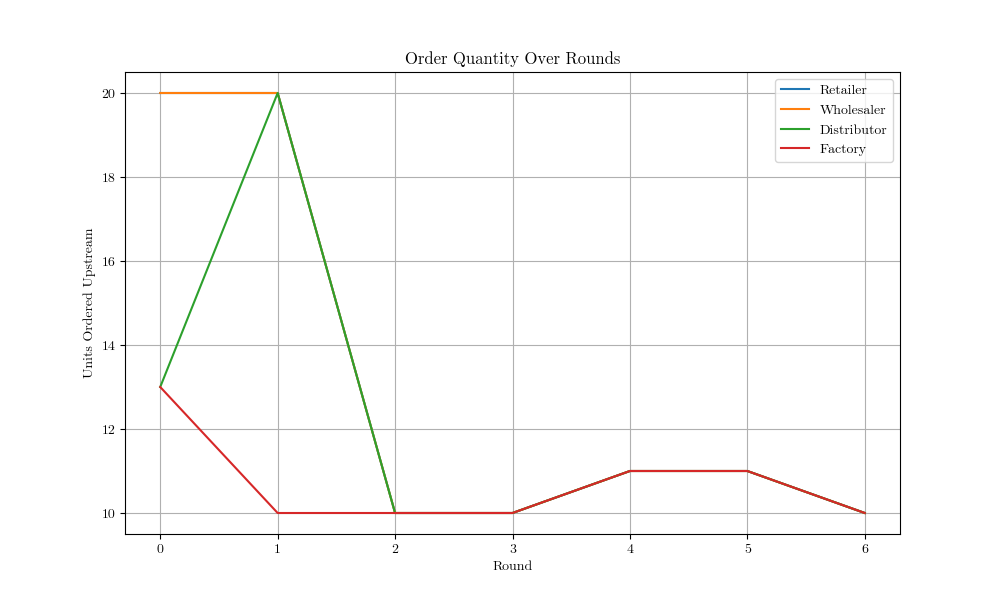 Order Quantity Over Rounds
Retailer
Wholesaler
Distributor
Factory
Units Ordered Upstream
20
18
16
14
12
10
0 1 2 3 4 5 6
Round